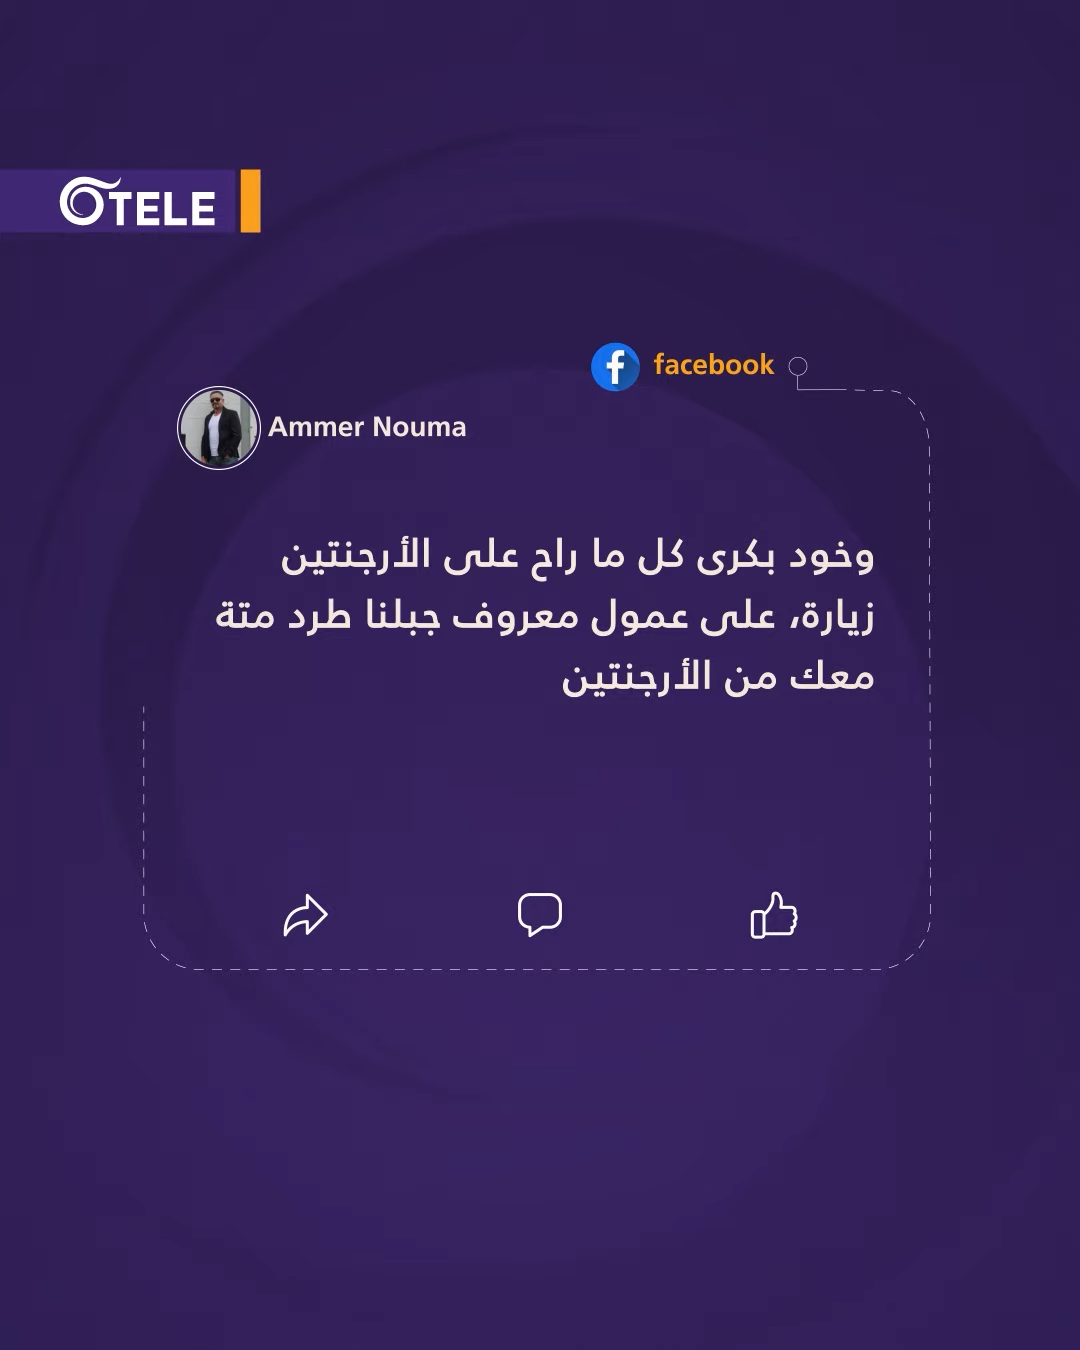 OTELE
facebook
Ammer Nouma
وخود بكرى كل ما راح على الأرجنتين
زيارة، على عمول معروف جبلنا طرد متة
معك من الأرجنتين